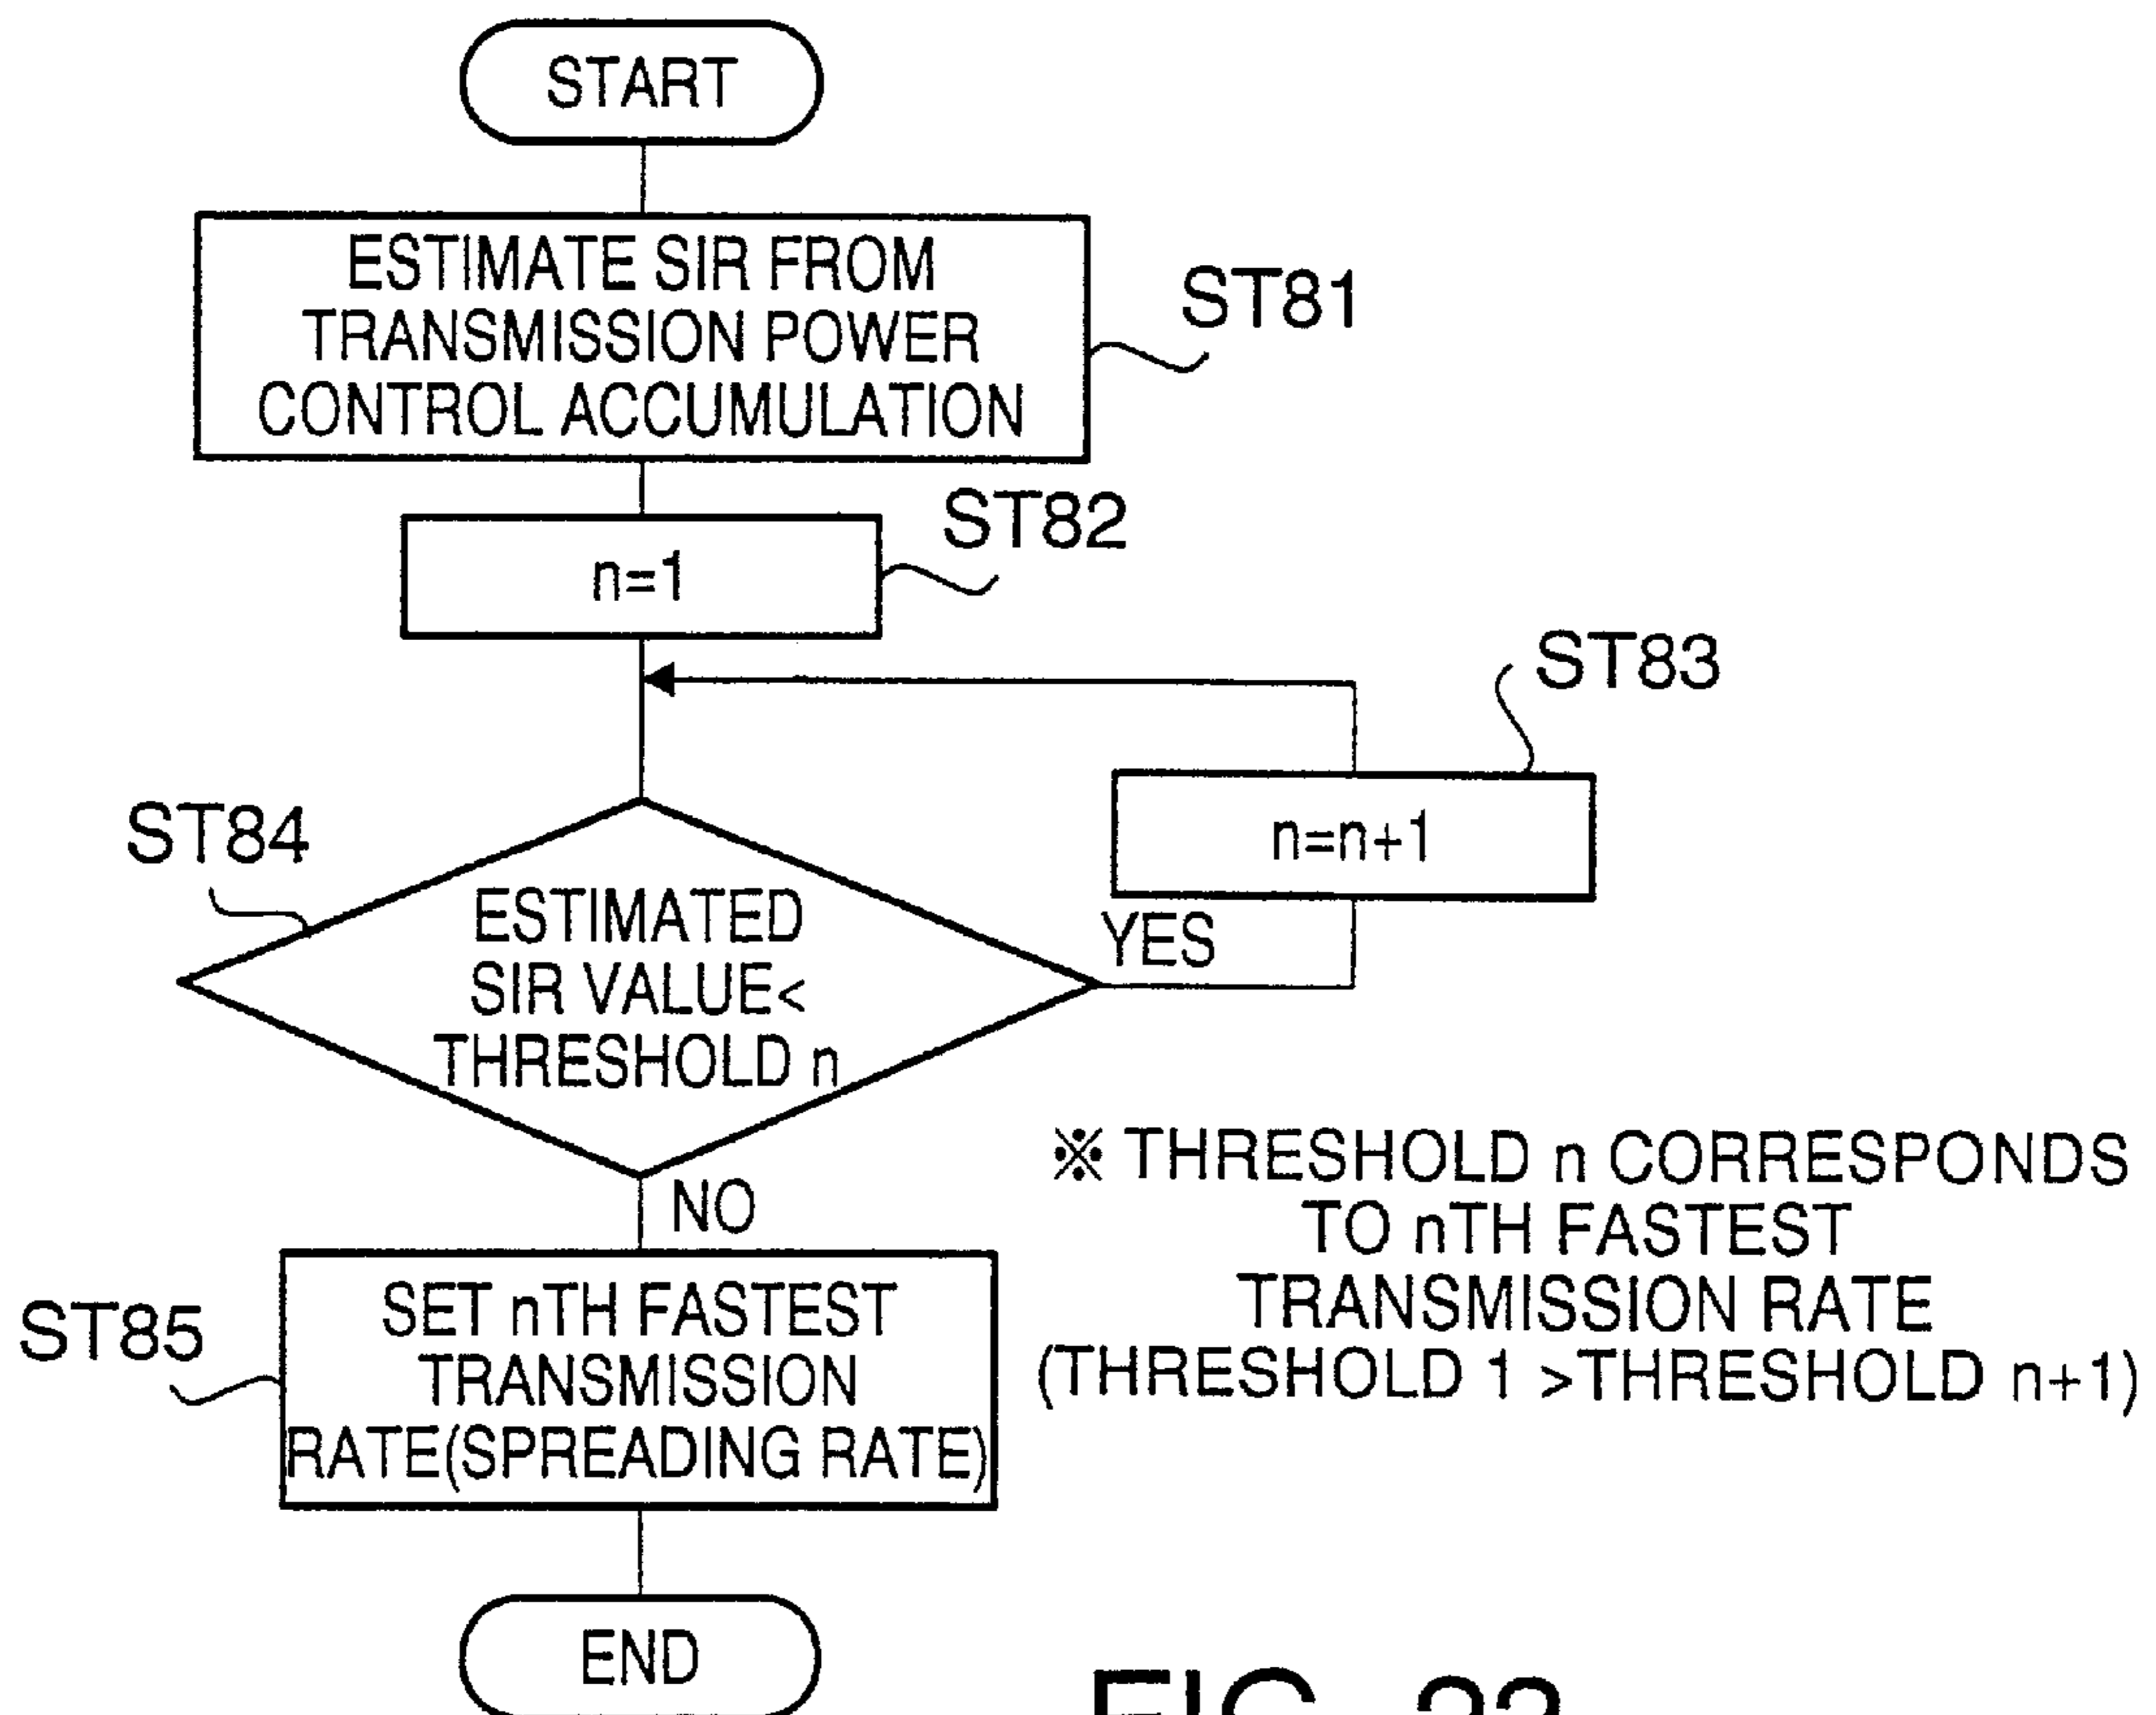 START
ESTIMATE SIR FROM
TRANSMISSION POWER
CONTROL ACCUMULATION
ST81
n=1
ST82
ST83
n=n+1
ST84
ESTIMATED
SIR VALUE<
THRESHOLD n
YES
NO
※ THRESHOLD n CORRESPONDS
TO nTH FASTEST
TRANSMISSION RATE
(THRESHOLD 1 >THRESHOLD n+1)
ST85
SET nTH FASTEST
TRANSMISSION
RATE(SPREADING RATE)
END
FIG